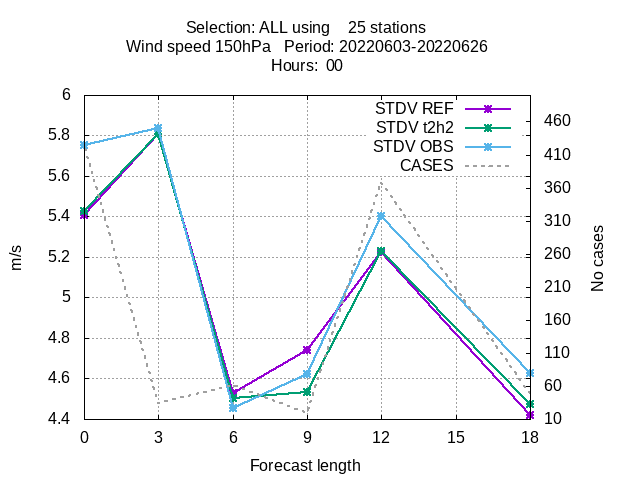 Selection: ALL using 25 stations
Wind speed 150hPa Period: 20220603-20220626
Hours: 00
STDV REF
STDV t2h2
STDV OBS
CASES
m/s
6
5.8
5.6
5.4
5.2
5
4.8
4.6
4.4
460
410
360
310
260
210
160
110
60
10
No cases
0 3 6 9 12 15 18
Forecast length